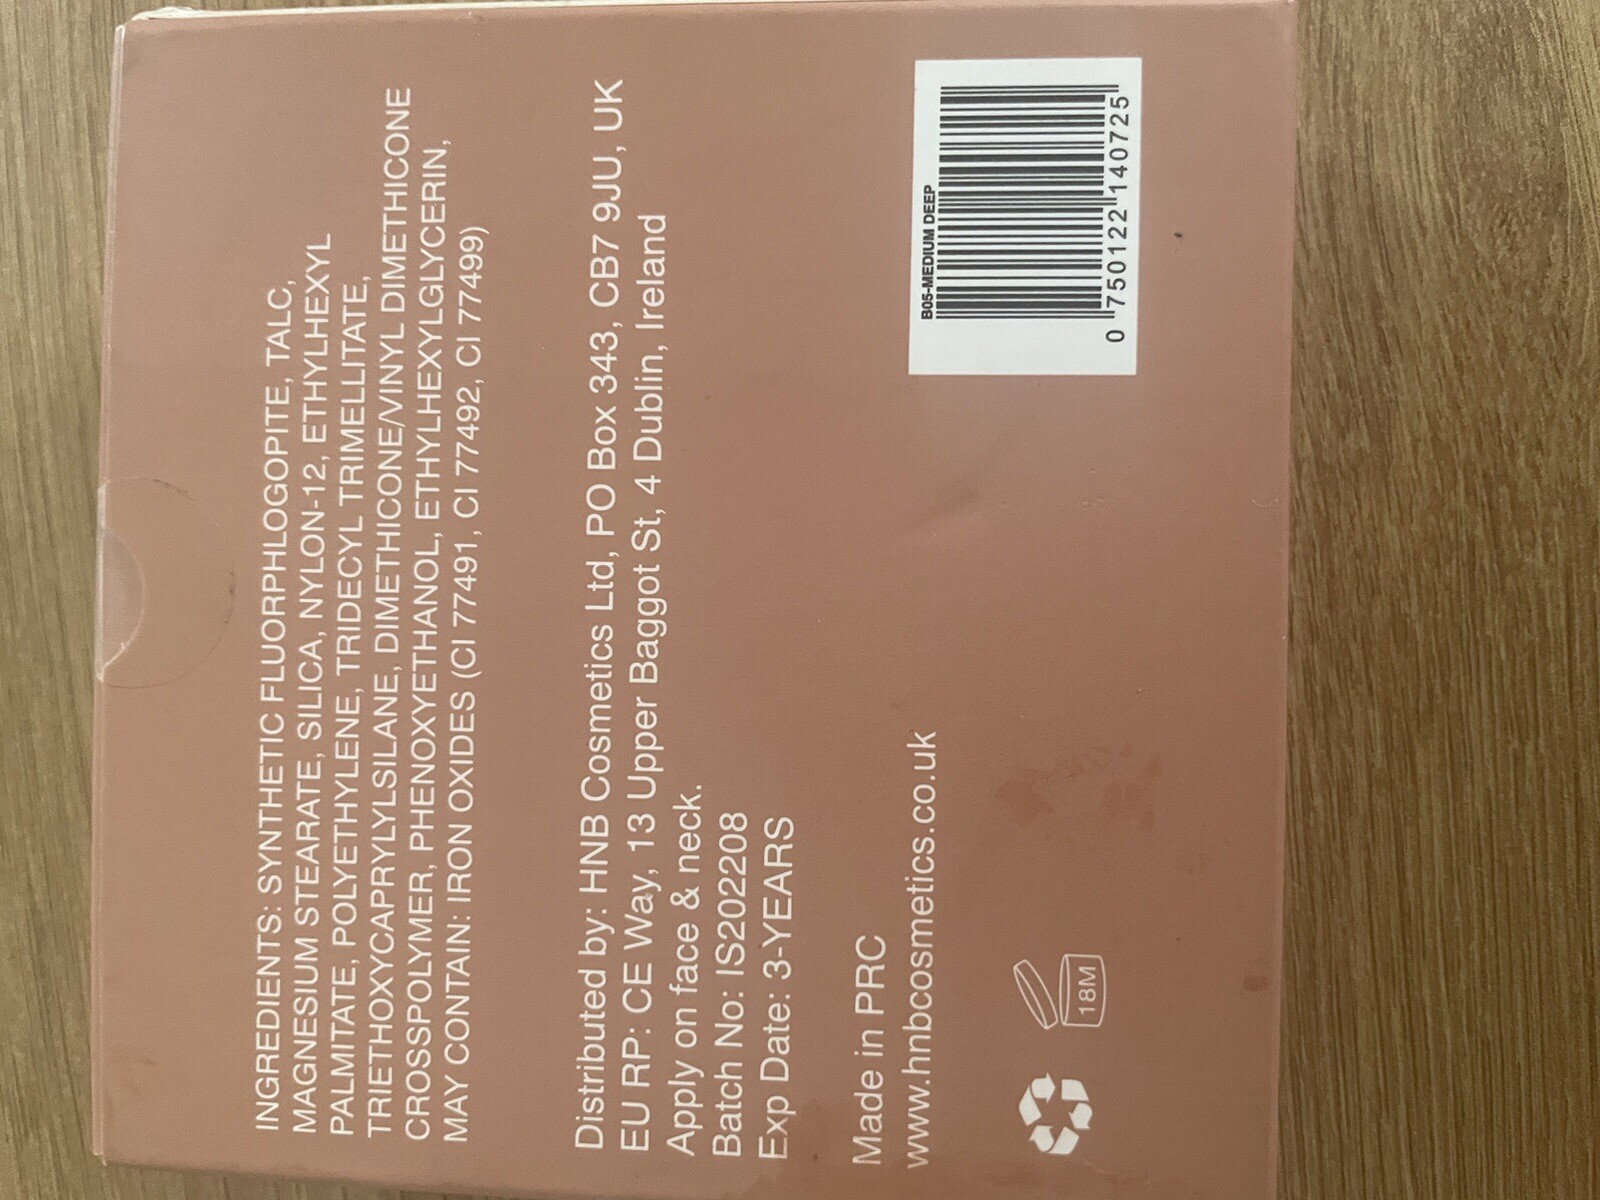 INGREDIENTS: SYNTHETIC FLUORPHLOGOPITE, TALC,
MAGNESIUM STEARATE, SILICA, NYLON-12, ETHYLHEXYL
PALMITATE, POLYETHYLENE, TRIDECYL TRIMELLITATE,
TRIETHOXYCAPRYLYLSILANE, DIMETHICONE/VINYL DIMETHICONE
CROSSPOLYMER, PHENOXYETHANOL, ETHYLHEXYLGLYCERIN,
MAY CONTAIN: IRON OXIDES (CI 77491, CI 77492, CI 77499)
Distributed by: HNB Cosmetics Ltd, PO Box 343, CB7 9JU, UK
EU RP: CE Way, 13 Upper Baggot St, 4 Dublin, Ireland
Apply on face & neck.
Batch No: IS202208
Exp Date: 3-YEARS
Made in PRC
www.hnbcosmetics.co.uk
18M
B05-MEDIUM DEEP
0 750122 140725